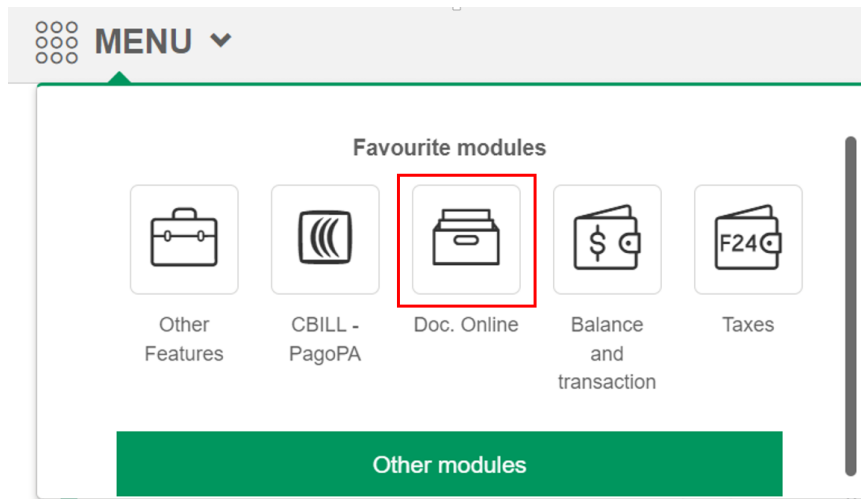 MENU
Favourite modules
F24
Other
Features
CBILL -
PagoPA
Doc. Online
Balance
and
transaction
Taxes
$
Other modules